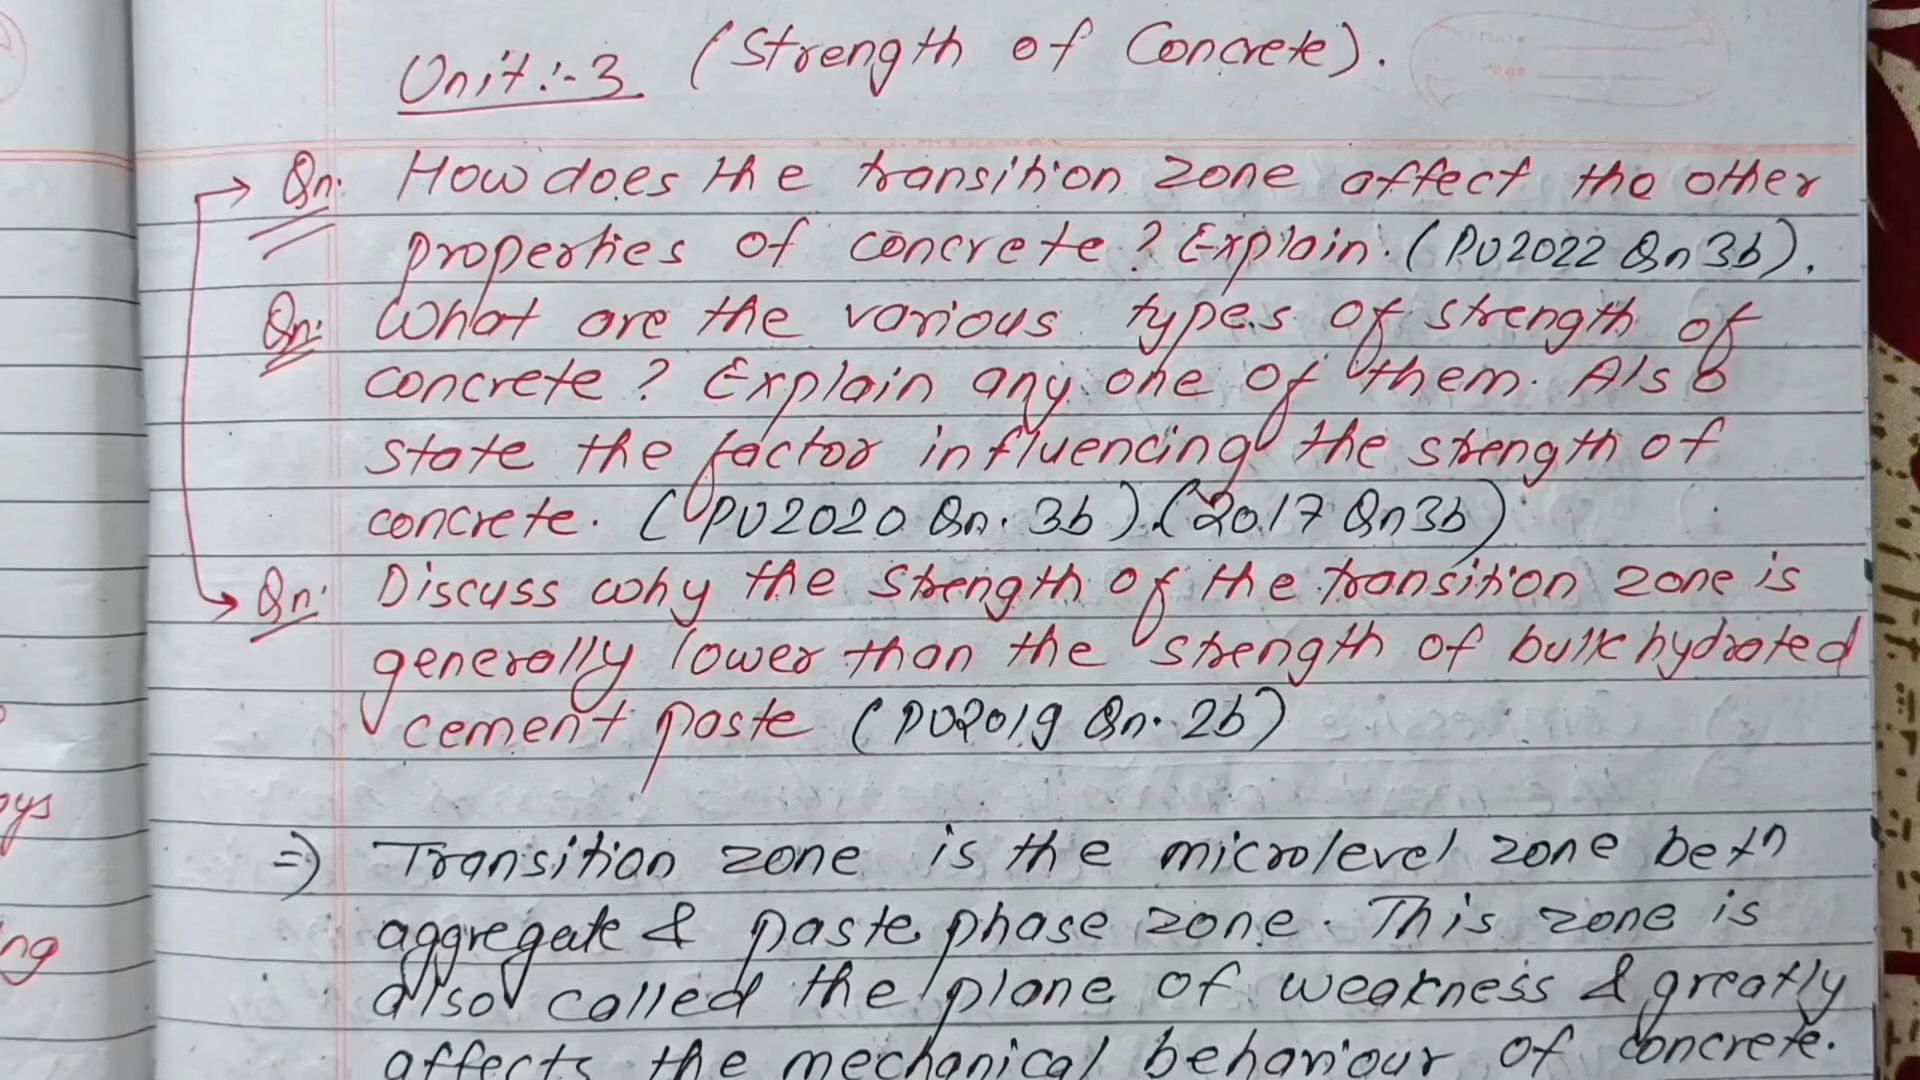 Unit:-3 (Strength of Concrete).
Qn: How does the transition zone affect the other
properties of concrete? Explain. (PU2022 Qn 3b).
Qn: What are the various types of strength of
concrete? Explain any one of them. Also
state the factor influencing the strength of
concrete. (PU2020 Qn. 3b).(2017 Qn3b)
Qn: Discuss why the strength of the transition zone is
generally lower than the strength of bulk hydrated
cement paste (PU2019 Qn. 2b)
⇒ Transition zone is the microlevel zone betn
aggregate & paste phase zone. This zone is
also called the plane of weakness & greatly
affects the mechanical behaviour of concrete.
ng